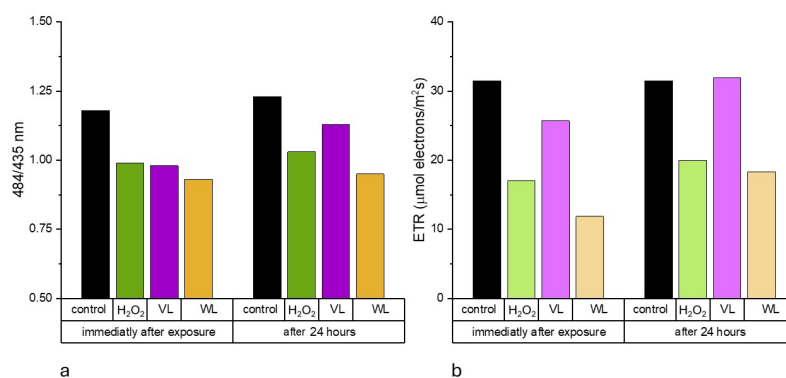 1.50
1.25
1.00
0.75
0.50
484/435 nm
control H₂O₂ VL WL control H₂O₂ VL WL
immediatly after exposure after 24 hours
a
40
30
20
10
0
ETR (μmol electrons/m²s)
control H₂O₂ VL WL control H₂O₂ VL WL
immediatly after exposure after 24 hours
b